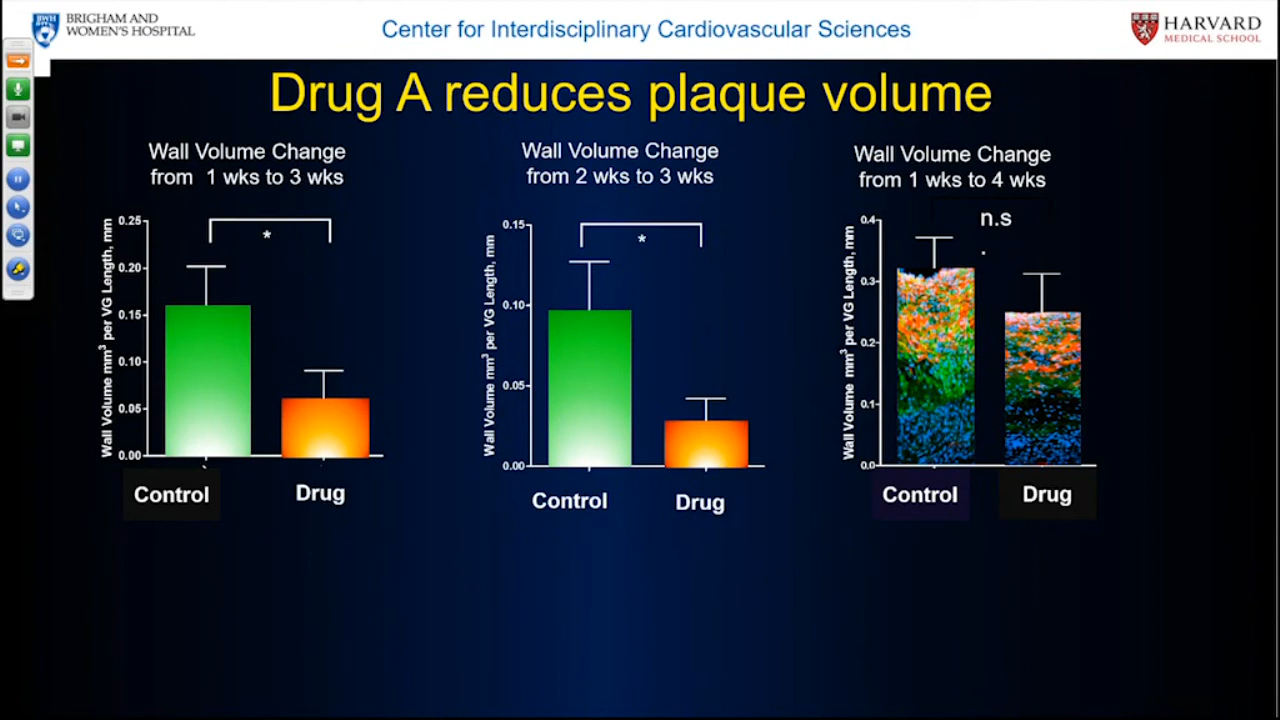 BWH
BRIGHAM AND
WOMEN'S HOSPITAL
Center for Interdisciplinary Cardiovascular Sciences
HARVARD
MEDICAL SCHOOL
Drug A reduces plaque volume
Wall Volume Change
from 1 wks to 3 wks
Wall Volume mm³ per VG Length, mm
0.25
0.20
0.15
0.10
0.05
0.00
*
Control
Drug
Wall Volume Change
from 2 wks to 3 wks
Wall Volume mm³ per VG Length, mm
0.15
0.10
0.05
0.00
*
Control
Drug
Wall Volume Change
from 1 wks to 4 wks
Wall Volume mm³ per VG Length, mm
0.4
0.3
0.2
0.1
0.0
n.s
Control
Drug